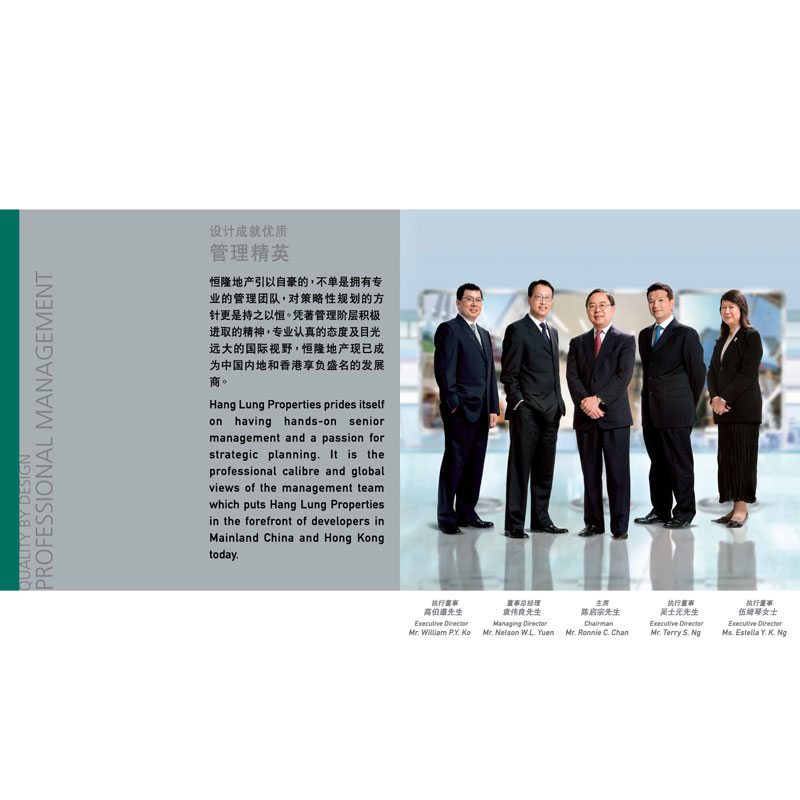 QUALITY BY DESIGN
PROFESSIONAL MANAGEMENT
设计成就优质
管理精英
恒隆地产引以自豪的，不单是拥有专
业的管理团队，对策略性规划的方
针更是持之以恒。凭著管理阶层积极
进取的精神，专业认真的态度及目光
远大的国际视野，恒隆地产现已成
为中国内地和香港享负盛名的发展
商。
Hang Lung Properties prides itself
on having hands-on senior
management and a passion for
strategic planning. It is the
professional calibre and global
views of the management team
which puts Hang Lung Properties
in the forefront of developers in
Mainland China and Hong Kong
today.
执行董事
高伯遒先生
Executive Director
Mr. William P.Y. Ko
董事总经理
袁伟良先生
Managing Director
Mr. Nelson W.L. Yuen
主席
陈启宗先生
Chairman
Mr. Ronnie C. Chan
执行董事
吴士元先生
Executive Director
Mr. Terry S. Ng
执行董事
伍绮琴女士
Executive Director
Ms. Estella Y. K. Ng